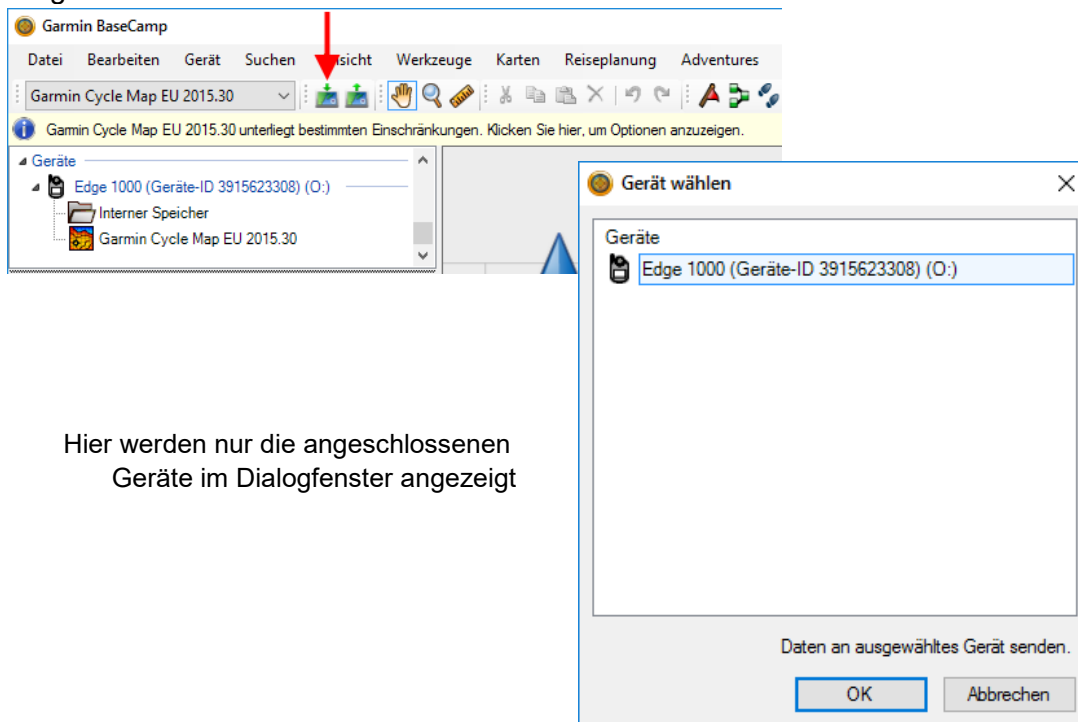 Garmin BaseCamp
Datei Bearbeiten Gerät Suchen sicht Werkzeuge Karten Reiseplanung Adventures
Garmin Cycle Map EU 2015.30
Garmin Cycle Map EU 2015.30 unterliegt bestimmten Einschränkungen. Klicken Sie hier, um Optionen anzuzeigen.
Geräte
Edge 1000 (Geräte-ID 3915623308) (O:)
Interner Speicher
Garmin Cycle Map EU 2015.30
Gerät wählen
Geräte
Edge 1000 (Geräte-ID 3915623308) (O:)
Hier werden nur die angeschlossenen
Geräte im Dialogfenster angezeigt
Daten an ausgewähltes Gerät senden.
OK Abbrechen